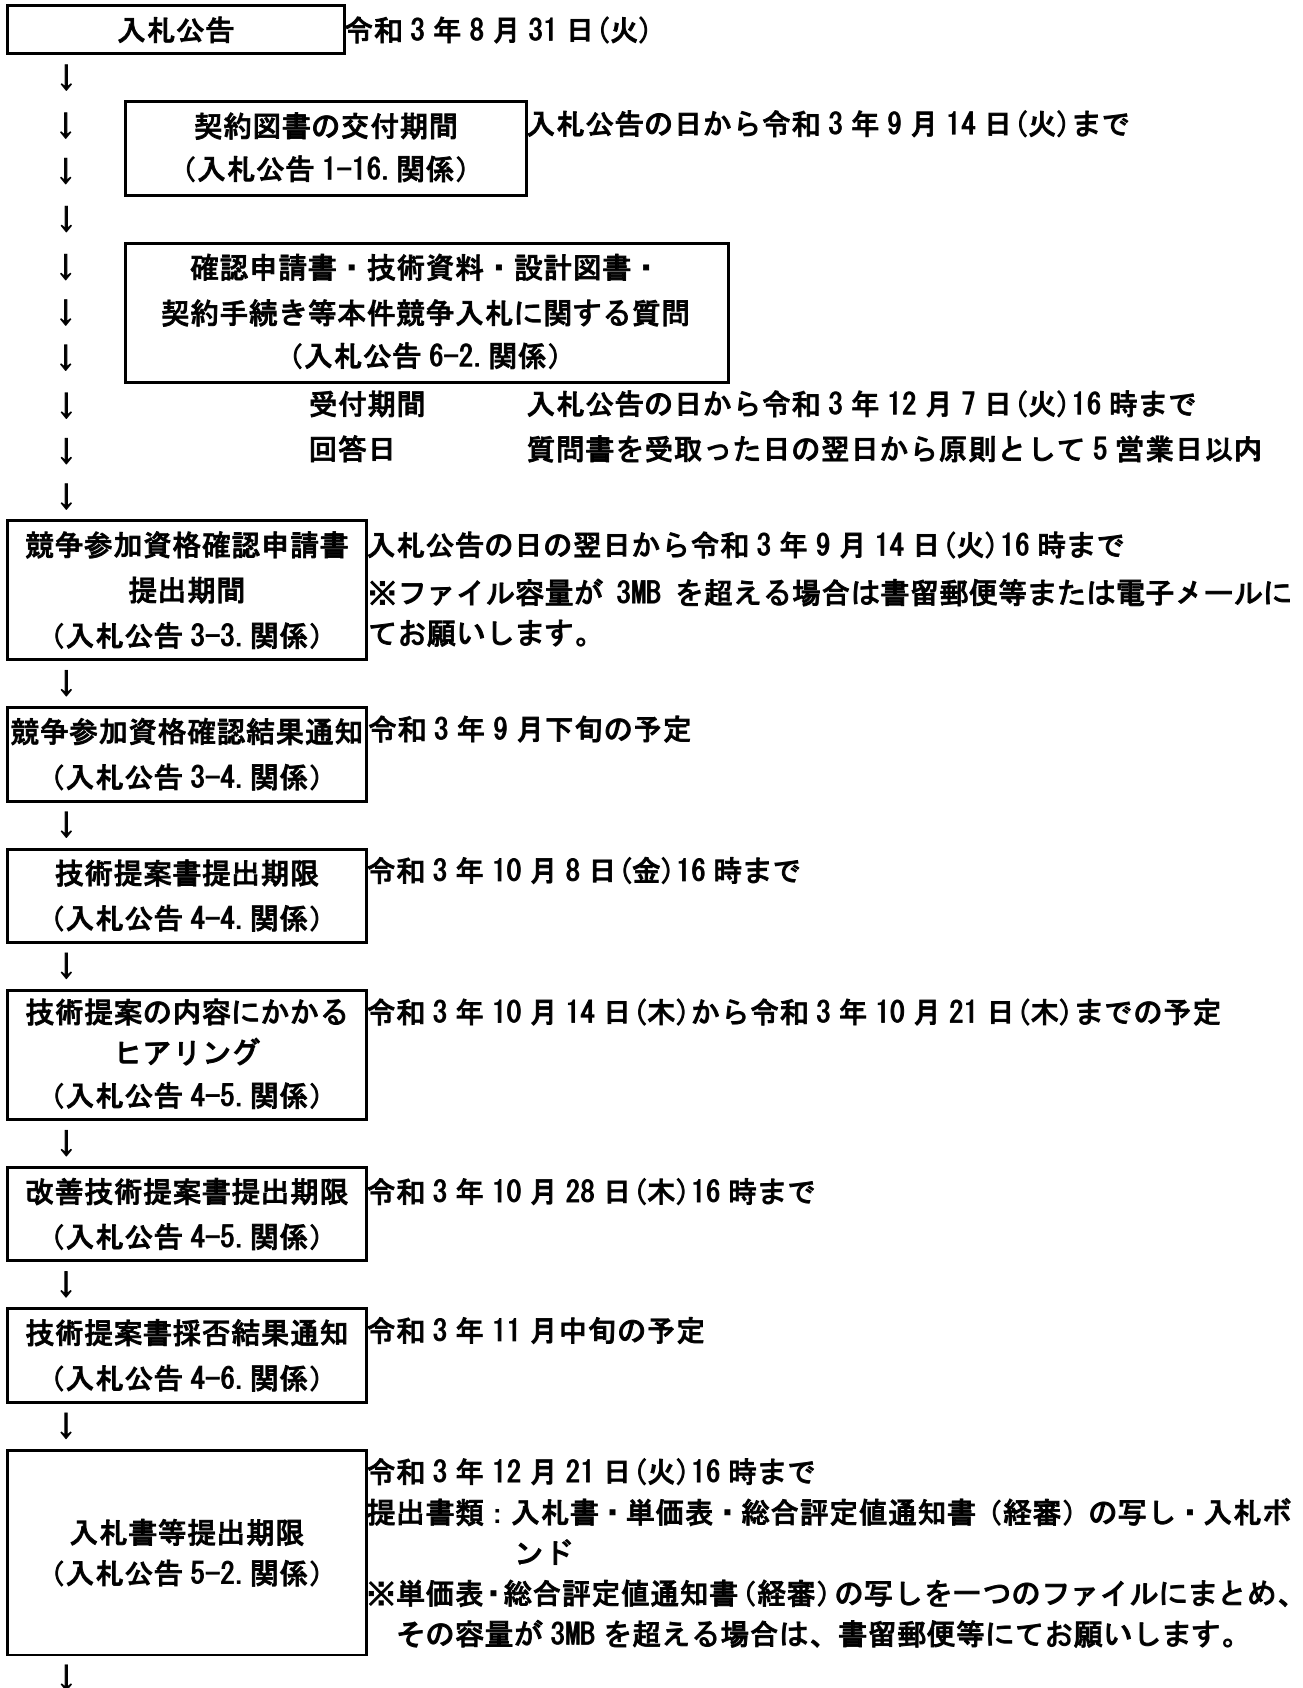 入札公告 令和3年8月31日(火)
↓
↓ 契約図書の交付期間 入札公告の日から令和3年9月14日(火)まで
↓ (入札公告1-16.関係)
↓
↓ 確認申請書・技術資料・設計図書・
↓ 契約手続き等本件競争入札に関する質問
↓ (入札公告6-2.関係)
↓ 受付期間 入札公告の日から令和3年12月7日(火)16時まで
↓ 回答日 質問書を受取った日の翌日から原則として5営業日以内
↓
競争参加資格確認申請書 入札公告の日の翌日から令和3年9月14日(火)16時まで
提出期間 ※ファイル容量が 3MB を超える場合は書留郵便等または電子メールに
(入札公告3-3.関係) てお願いします。
↓
競争参加資格確認結果通知 令和3年9月下旬の予定
(入札公告3-4.関係)
↓
技術提案書提出期限 令和3年10月8日(金)16時まで
(入札公告4-4.関係)
↓
技術提案の内容にかかる 令和3年10月14日(木)から令和3年10月21日(木)までの予定
ヒアリング
(入札公告4-5.関係)
↓
改善技術提案書提出期限 令和3年10月28日(木)16時まで
(入札公告4-5.関係)
↓
技術提案書採否結果通知 令和3年11月中旬の予定
(入札公告4-6.関係)
↓
入札書等提出期限
(入札公告5-2.関係)
令和3年12月21日(火)16時まで
提出書類:入札書・単価表・総合評定値通知書(経審)の写し・入札ボ
ンド
※単価表・総合評定値通知書(経審)の写しを一つのファイルにまとめ、
その容量が3MBを超える場合は、書留郵便等にてお願いします。
↓